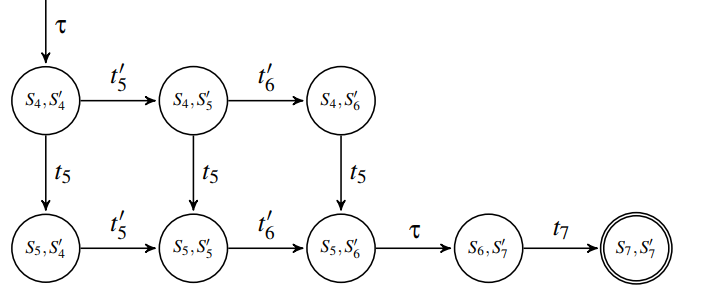 τ
t′5 t′6
S4,S′4 S4,S′5 S4,S′6
t5 t5 t5
t′5 t′6 τ t7
S5,S′4 S5,S′5 S5,S′6 S6,S′7 S7,S′7